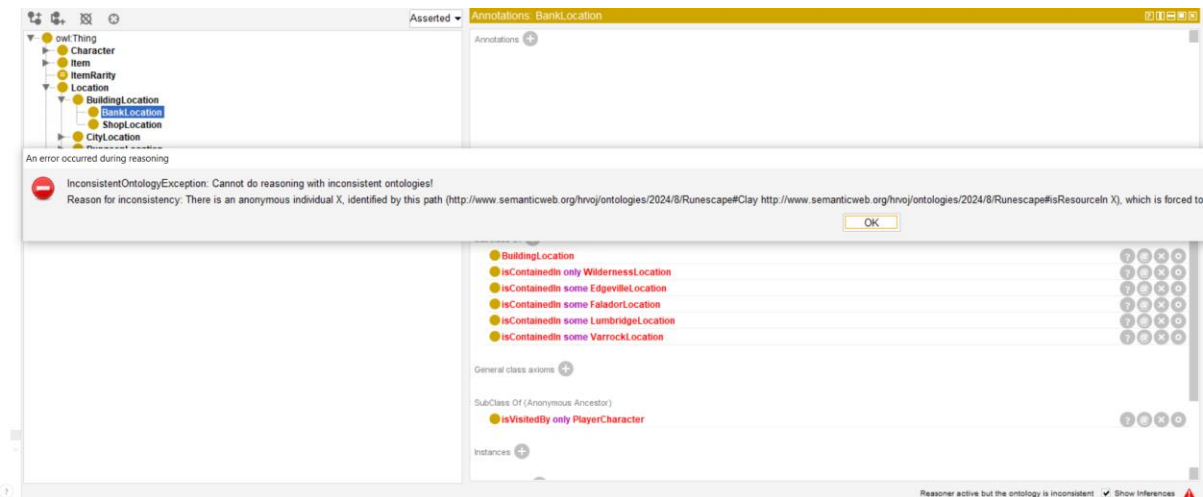 Asserted
Annotations: BankLocation
owl:Thing
Character
Item
ItemRarity
Location
BuildingLocation
BankLocation
ShopLocation
CityLocation
DungeonLocation
Annotations
An error occurred during reasoning
InconsistentOntologyException: Cannot do reasoning with inconsistent ontologies!
Reason for inconsistency: There is an anonymous individual X, identified by this path (http://www.semanticweb.org/hrvoj/ontologies/2024/8/Runescape#Clay http://www.semanticweb.org/hrvoj/ontologies/2024/8/Runescape#isResourceIn X), which is forced to
OK
BuildingLocation
isContainedIn only WildernessLocation
isContainedIn some EdgevilleLocation
isContainedIn some FaladorLocation
isContainedIn some LumbridgeLocation
isContainedIn some VarrockLocation
General class axioms
SubClass Of (Anonymous Ancestor)
isVisitedBy only PlayerCharacter
Instances
Reasoner active but the ontology is inconsistent Show Inferences